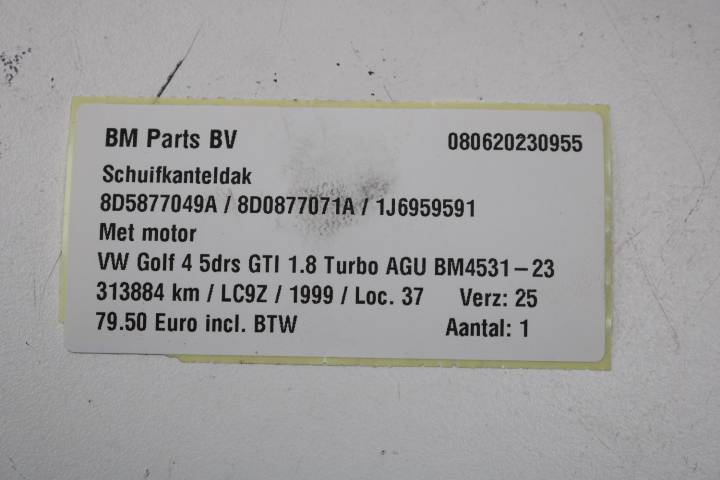 BM Parts BV 080620230955
Schuifkanteldak
8D5877049A / 8D0877071A / 1J6959591
Met motor
VW Golf 4 5drs GTI 1.8 Turbo AGU BM4531-23
313884 km / LC9Z / 1999 / Loc. 37 Verz: 25
79.50 Euro incl. BTW Aantal: 1